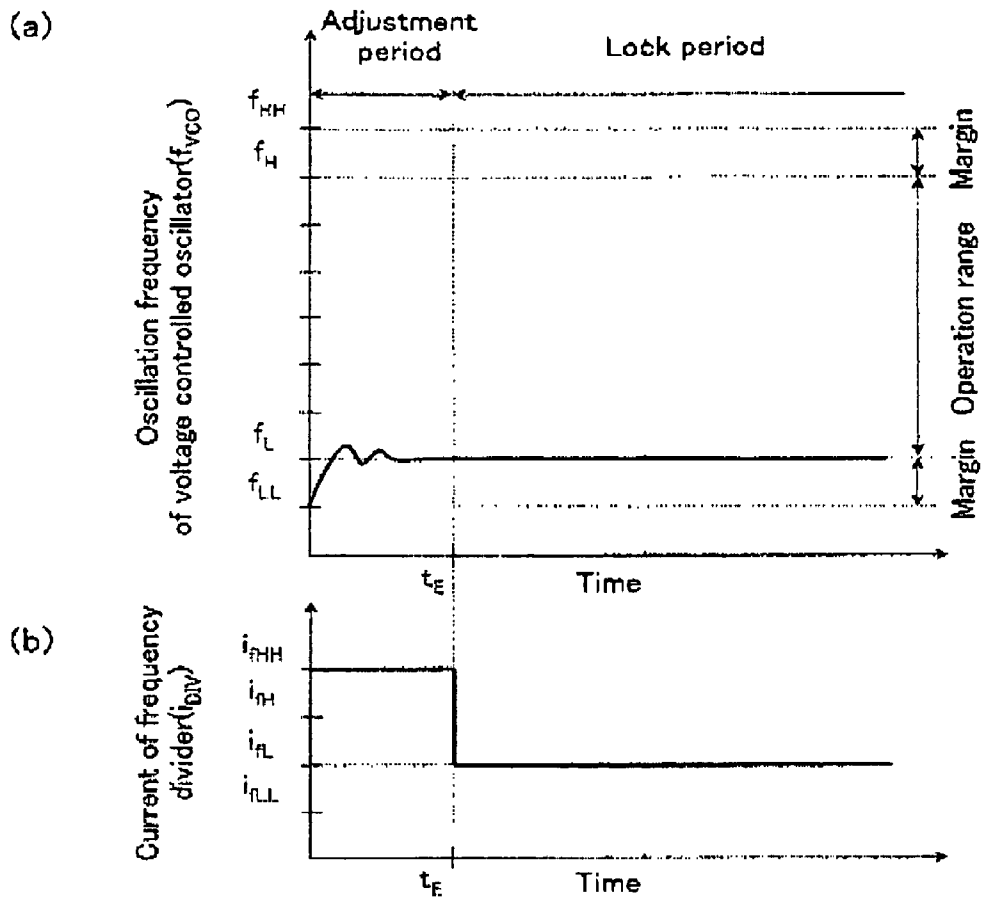 (a)
Adjustment
period
Lock period
f_HH
f_H
f_L
f_LL
Oscillation frequency
of voltage controlled oscillator(f_VCO)
Margin
Operation range
Margin
t_E
Time
(b)
i_fHH
i_fH
i_fL
i_fLL
Current of frequency
divider(i_DIV)
t_E
Time